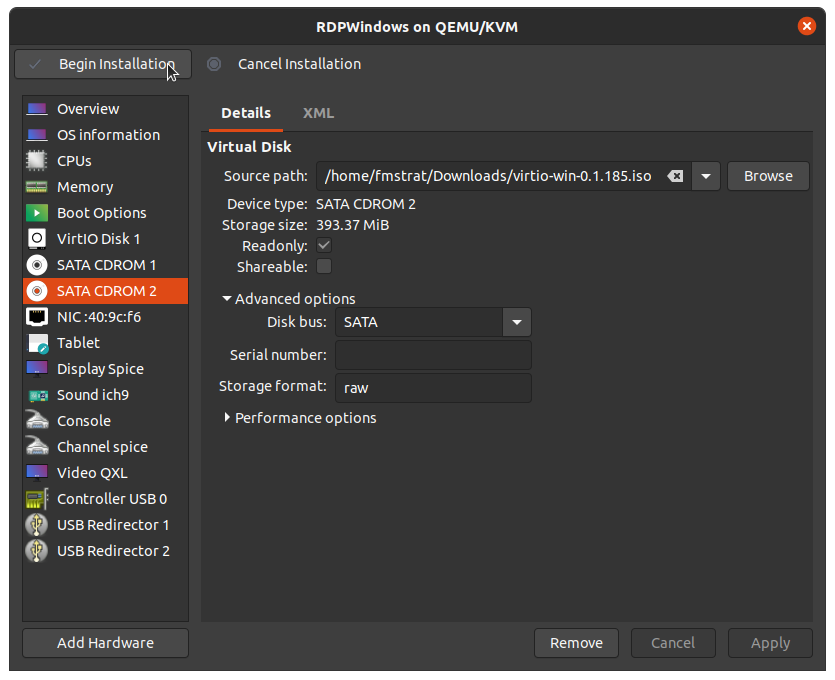 RDPWindows on QEMU/KVM
Begin Installation
Cancel Installation
Overview
OS information
CPUs
Memory
Boot Options
VirtIO Disk 1
SATA CDROM 1
SATA CDROM 2
NIC :40:9c:f6
Tablet
Display Spice
Sound ich9
Console
Channel spice
Video QXL
Controller USB 0
USB Redirector 1
USB Redirector 2
Add Hardware
Details XML
Virtual Disk
Source path: /home/fmstrat/Downloads/virtio-win-0.1.185.iso Browse
Device type: SATA CDROM 2
Storage size: 393.37 MiB
Readonly:
Shareable:
Advanced options
Disk bus: SATA
Serial number:
Storage format: raw
Performance options
Remove Cancel Apply